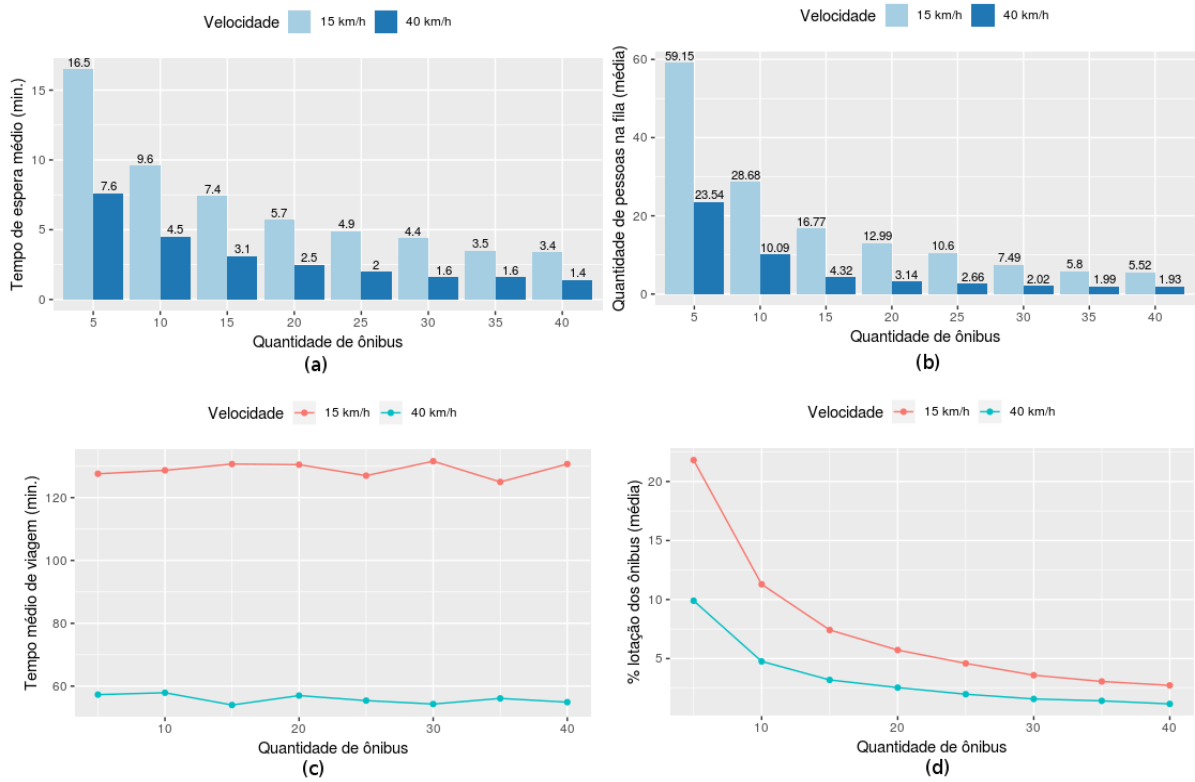 Velocidade 15 km/h 40 km/h
Tempo de espera médio (min.)
15
10
5
0
16.5
7.6
9.6
4.5
7.4
3.1
5.7
2.5
4.9
2
4.4
1.6
3.5
1.6
3.4
1.4
5 10 15 20 25 30 35 40
Quantidade de ônibus
(a)
Velocidade 15 km/h 40 km/h
Quantidade de pessoas na fila (média)
60
40
20
0
59.15
23.54
28.68
10.09
16.77
4.32
12.99
3.14
10.6
2.66
7.49
2.02
5.8
1.99
5.52
1.93
5 10 15 20 25 30 35 40
Quantidade de ônibus
(b)
Velocidade 15 km/h 40 km/h
Tempo médio de viagem (min.)
120
100
80
60
10 20 30 40
Quantidade de ônibus
(c)
Velocidade 15 km/h 40 km/h
% lotação dos ônibus (média)
20
15
10
5
10 20 30 40
Quantidade de ônibus
(d)